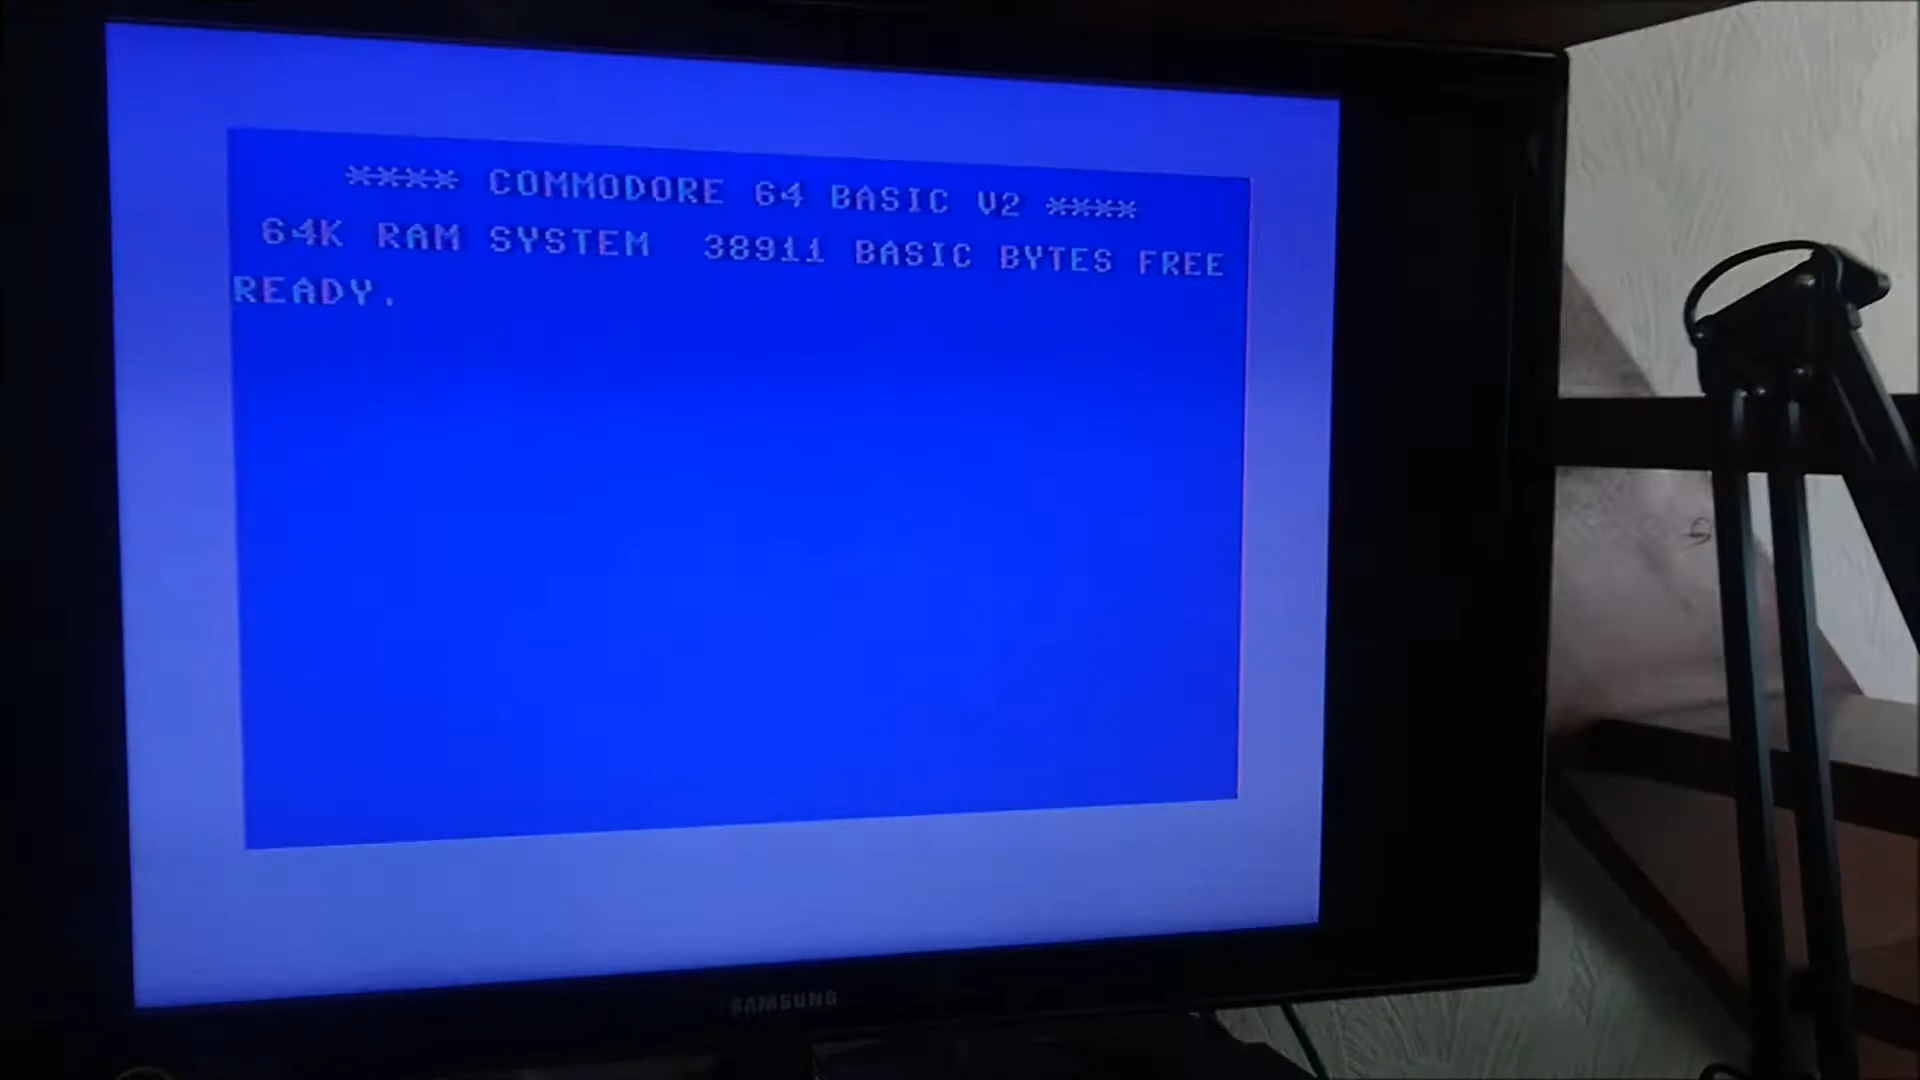 **** COMMODORE 64 BASIC V2 ****
64K RAM SYSTEM  38911 BASIC BYTES FREE
READY.
SAMSUNG